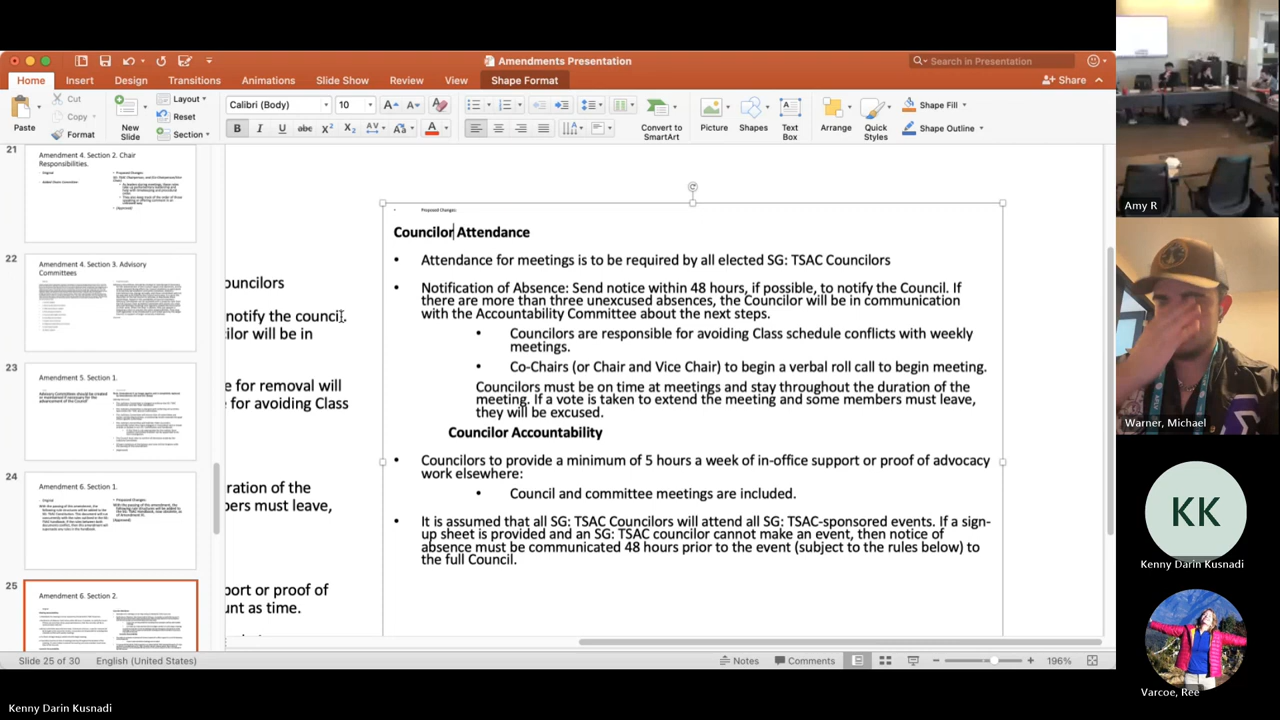 Amendments Presentation
Search in Presentation
Home
Insert
Design
Transitions
Animations
Slide Show
Review
View
Shape Format
Share
Paste
Cut
Copy
Format
New
Slide
Layout
Reset
Section
Calibri (Body)
10
Convert to
SmartArt
Picture
Shapes
Text
Box
Arrange
Quick
Styles
Shape Fill
Shape Outline
21
Amendment 4. Section 2. Chair
Responsibilities.
22
Amendment 4. Section 3. Advisory
Committees
23
Amendment 5. Section 1.
24
Amendment 6. Section 1.
25
Amendment 6. Section 2.
ouncilors
notify the council.
ilor will be in
e for removal will
e for avoiding Class
ration of the
bers must leave,
port or proof of
unt as time.
Proposed Changes:
Councilor Attendance
• Attendance for meetings is to be required by all elected SG: TSAC Councilors
• Notification of Absence: Send notice within 48 hours, if possible, to notify the Council. If
there are more than three unexcused absences, the Councilor will be in communication
with the Accountability Committee about the next steps.
• Councilors are responsible for avoiding Class schedule conflicts with weekly
meetings.
• Co-Chairs (or Chair and Vice Chair) to begin a verbal roll call to begin meeting.
Councilors must be on time at meetings and stay throughout the duration of the
meeting. If a vote is taken to extend the meeting and some members must leave,
they will be excused.
Councilor Accountability
• Councilors to provide a minimum of 5 hours a week of in-office support or proof of advocacy
work elsewhere:
• Council and committee meetings are included.
• It is assumed that all SG: TSAC Councilors will attend all SG: TSAC-sponsored events. If a sign-
up sheet is provided and an SG: TSAC councilor cannot make an event, then notice of
absence must be communicated 48 hours prior to the event (subject to the rules below) to
the full Council.
Slide 25 of 30
English (United States)
Notes
Comments
196%
Amy R
Warner, Michael
KK
Kenny Darin Kusnadi
Varcoe, Ree
Kenny Darin Kusnadi